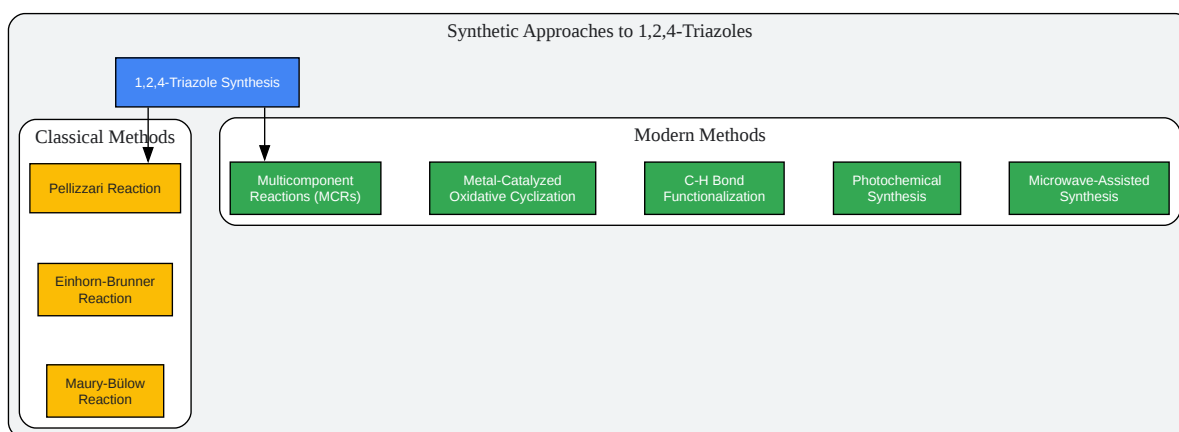 Synthetic Approaches to 1,2,4-Triazoles
1,2,4-Triazole Synthesis
Classical Methods
Pellizzari Reaction
Einhorn-Brunner
Reaction
Maury-Bülow
Reaction
Modern Methods
Multicomponent
Reactions (MCRs)
Metal-Catalyzed
Oxidative Cyclization
C-H Bond
Functionalization
Photochemical
Synthesis
Microwave-Assisted
Synthesis